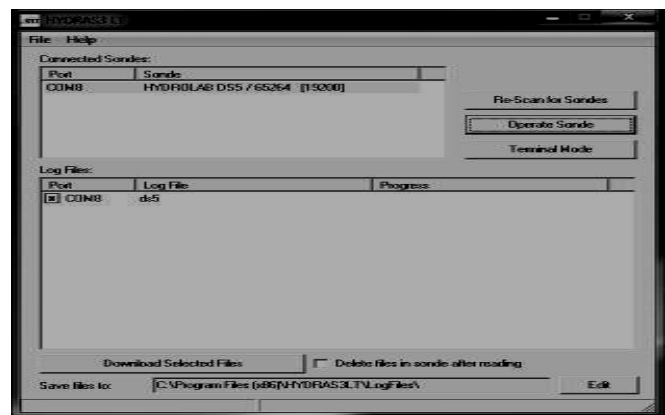 HYDRAS3 LT
File Help
Connected Sondes:
Port Sonde
COM8 HYDROLAB DS5 / 65264 [19200]
Re-Scan for Sondes
Operate Sonde
Terminal Mode
Log Files:
Port Log File Progress
COM8 ds5
Download Selected Files Delete files in sonde after reading
Save files to: C:\Program Files (x86)\HYDRAS3LT\LogFiles\ Edit